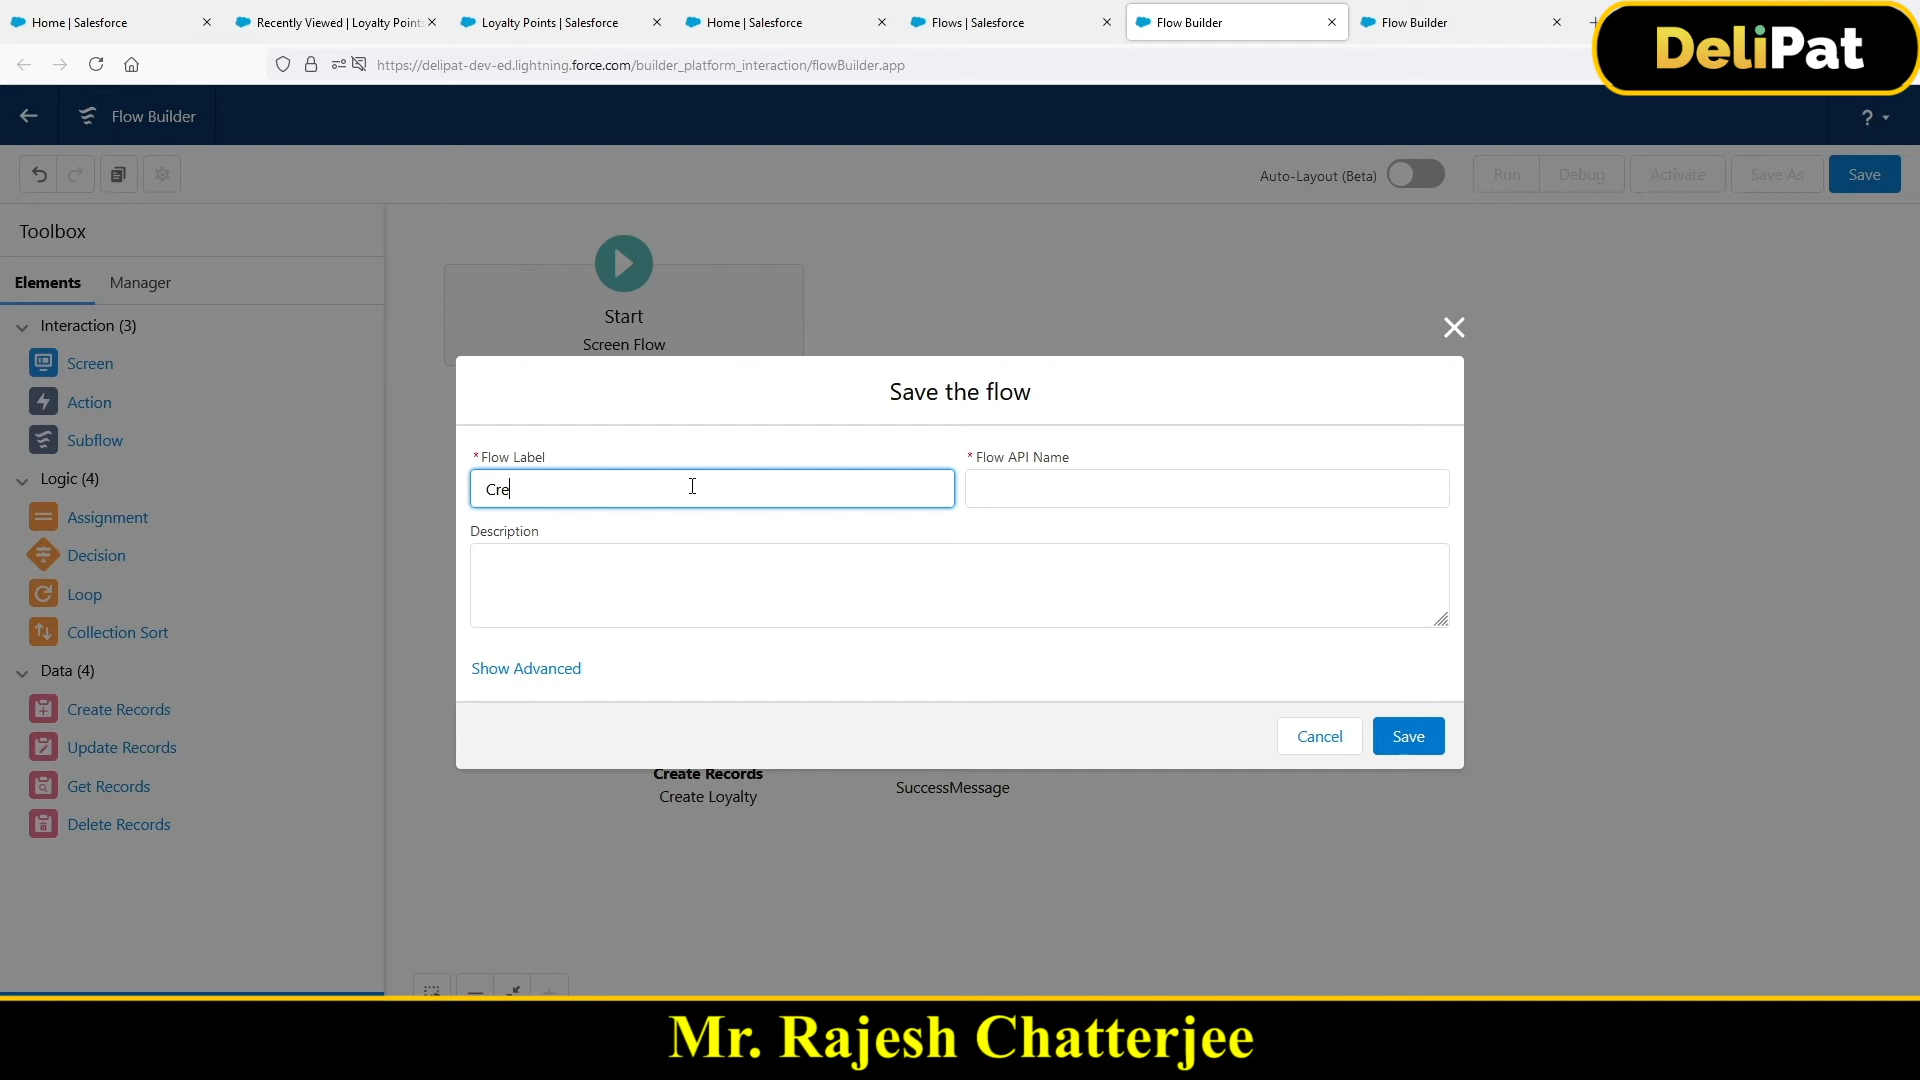 Home | Salesforce
Recently Viewed | Loyalty Points
Loyalty Points | Salesforce
Home | Salesforce
Flows | Salesforce
Flow Builder
Flow Builder
DeliPat
https://delipat-dev-ed.lightning.force.com/builder_platform_interaction/flowBuilder.app
Flow Builder
?
Auto-Layout (Beta)
Run
Debug
Activate
Save As
Save
Toolbox
Elements
Manager
Interaction (3)
Screen
Action
Subflow
Logic (4)
Assignment
Decision
Loop
Collection Sort
Data (4)
Create Records
Update Records
Get Records
Delete Records
Start
Screen Flow
Save the flow
*Flow Label
*Flow API Name
Cre
Description
Show Advanced
Cancel
Save
Create Records
Create Loyalty
SuccessMessage
Mr. Rajesh Chatterjee